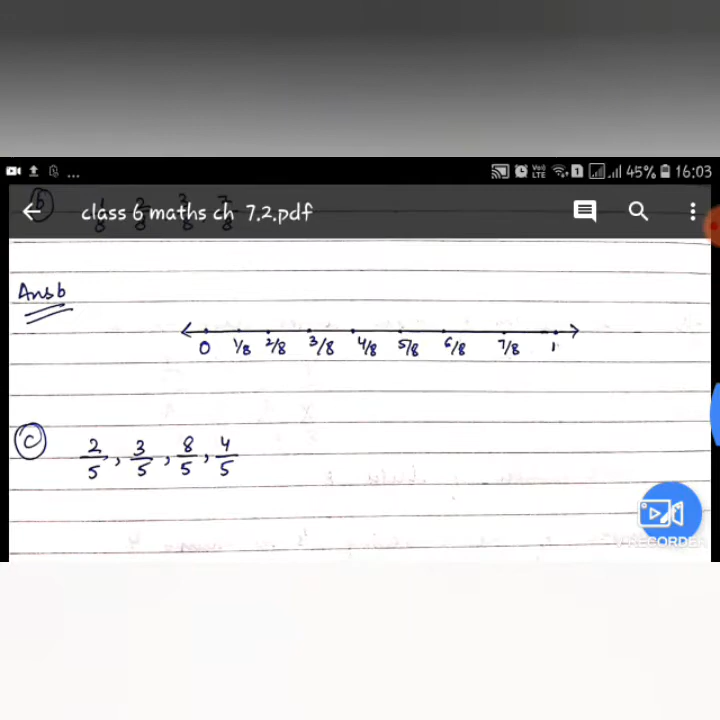 ... 45% 16:03
class 6 maths ch 7.2.pdf
Ans b
0 1/8 2/8 3/8 4/8 5/8 6/8 7/8 1
(c) 2/5, 3/5, 8/5, 4/5
V RECORDER